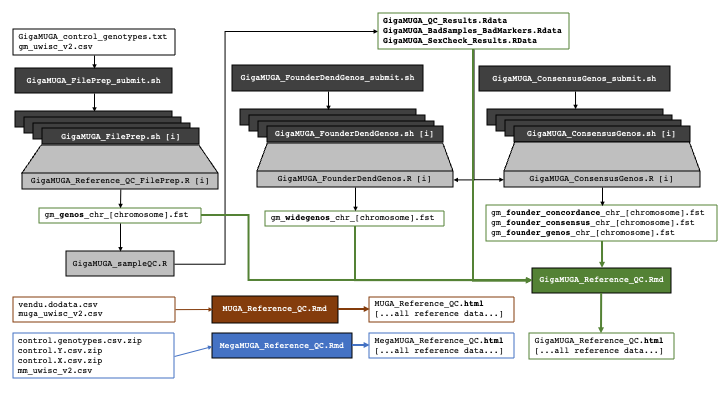 GigaMUGA_control_genotypes.txt
gm_uwisc_v2.csv
GigaMUGA_QC_Results.Rdata
GigaMUGA_BadSamples_BadMarkers.Rdata
GigaMUGA_SexCheck_Results.RData
GigaMUGA_FilePrep_submit.sh
GigaMUGA_FounderDendGenos_submit.sh
GigaMUGA_ConsensusGenos_submit.sh
GigaMUGA_FilePrep.sh [i]
GigaMUGA_FounderDendGenos.sh [i]
GigaMUGA_ConsensusGenos.sh [i]
GigaMUGA_Reference_QC_FilePrep.R [i]
GigaMUGA_FounderDendGenos.R [i]
GigaMUGA_ConsensusGenos.R [i]
gm_genos_chr_[chromosome].fst
gm_widegenos_chr_[chromosome].fst
gm_founder_concordance_chr_[chromosome].fst
gm_founder_consensus_chr_[chromosome].fst
gm_founder_genos_chr_[chromosome].fst
GigaMUGA_sampleQC.R
GigaMUGA_Reference_QC.Rmd
vendu.dodata.csv
muga_uwisc_v2.csv
MUGA_Reference_QC.Rmd
MUGA_Reference_QC.html
[...all reference data...]
control.genotypes.csv.zip
control.Y.csv.zip
control.X.csv.zip
mm_uwisc_v2.csv
MegaMUGA_Reference_QC.Rmd
MegaMUGA_Reference_QC.html
[...all reference data...]
GigaMUGA_Reference_QC.html
[...all reference data...]